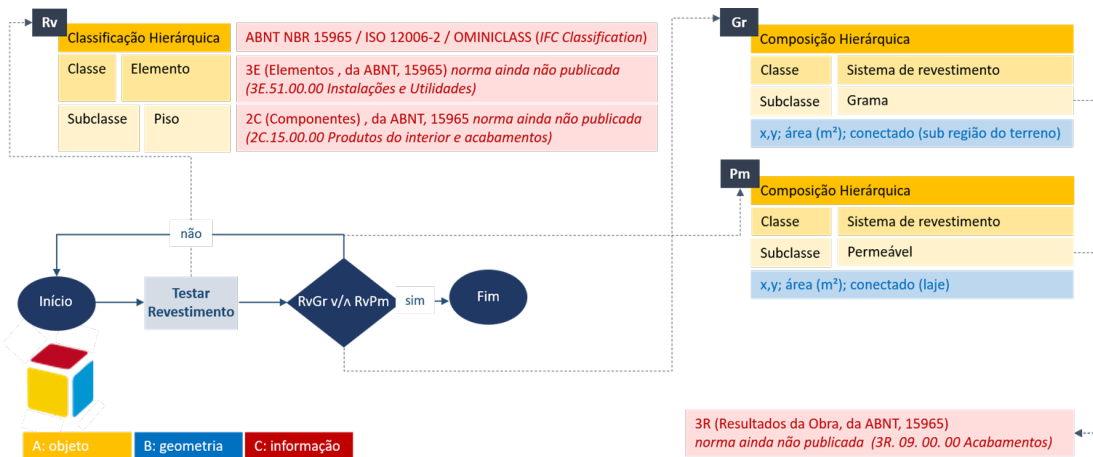 Rv
Classificação Hierárquica
ABNT NBR 15965 / ISO 12006-2 / OMINICLASS (IFC Classification)
Classe
Elemento
3E (Elementos , da ABNT, 15965) norma ainda não publicada
(3E.51.00.00 Instalações e Utilidades)
Subclasse
Piso
2C (Componentes) , da ABNT, 15965 norma ainda não publicada
(2C.15.00.00 Produtos do interior e acabamentos)
Gr
Composição Hierárquica
Classe
Sistema de revestimento
Subclasse
Grama
x,y; área (m²); conectado (sub região do terreno)
Pm
Composição Hierárquica
Classe
Sistema de revestimento
Subclasse
Permeável
x,y; área (m²); conectado (laje)
não
Início
Testar
Revestimento
RvGr v/ʌ RvPm
sim
Fim
3R (Resultados da Obra, da ABNT, 15965)
norma ainda não publicada (3R. 09. 00. 00 Acabamentos)
A: objeto
B: geometria
C: informação